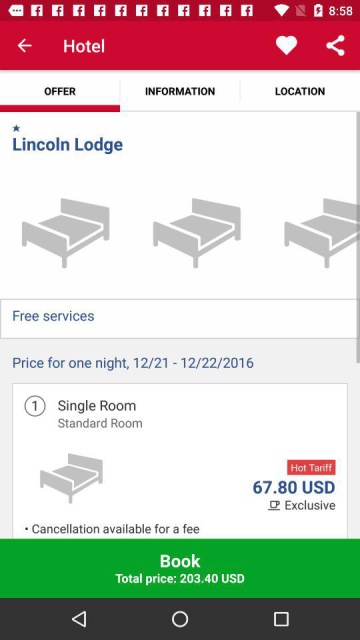 8:58
Hotel
OFFER INFORMATION LOCATION
Lincoln Lodge
Free services
Price for one night, 12/21 - 12/22/2016
1 Single Room
Standard Room
Hot Tariff
67.80 USD
Exclusive
• Cancellation available for a fee
Book
Total price: 203.40 USD